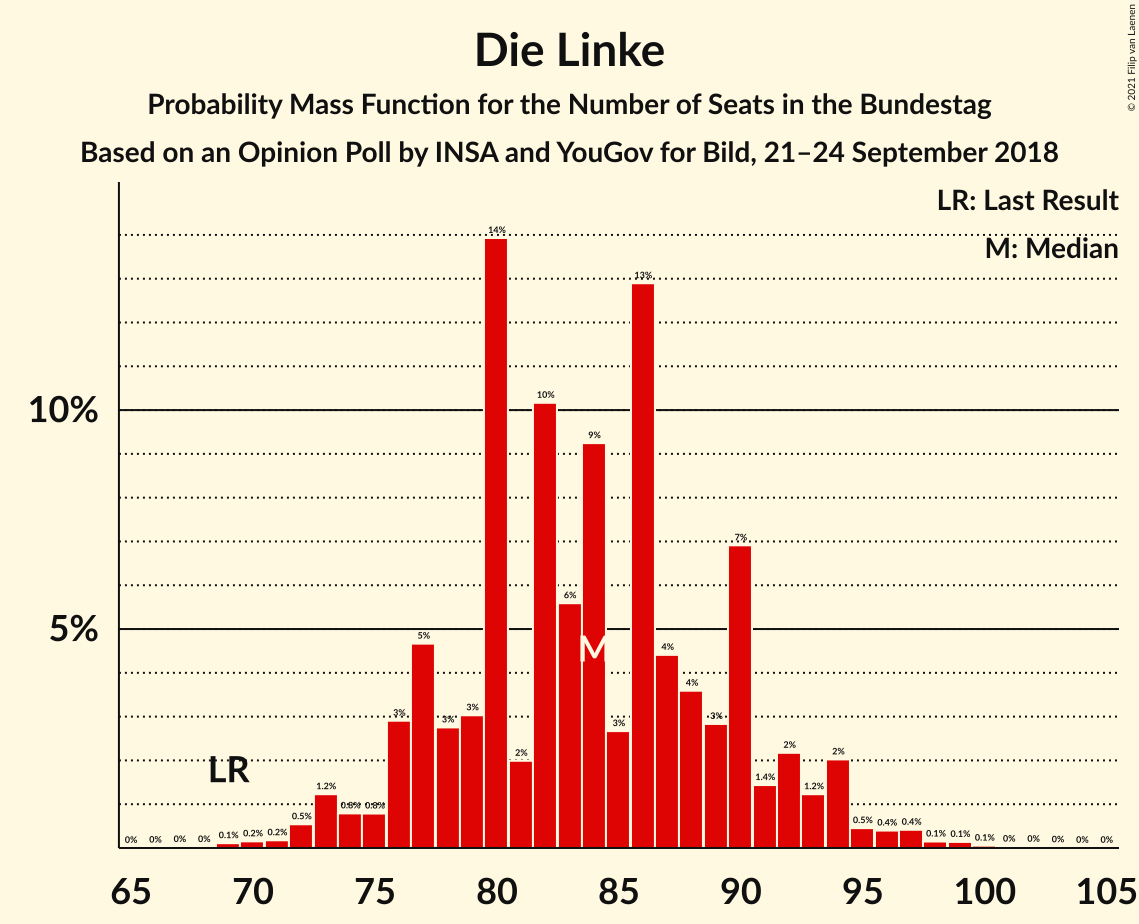 Die Linke
Probability Mass Function for the Number of Seats in the Bundestag
Based on an Opinion Poll by INSA and YouGov for Bild, 21–24 September 2018
© 2021 Filip van Laenen
LR: Last Result
M: Median
10%
5%
LR
M
0% 0% 0% 0% 0.1% 0.2% 0.2% 0.5% 1.2% 0.8% 0.8% 3% 5% 3% 3% 14% 2% 10% 6% 9% 3% 13% 4% 4% 3% 7% 1.4% 2% 1.2% 2% 0.5% 0.4% 0.4% 0.1% 0.1% 0.1% 0% 0% 0% 0% 0%
65 70 75 80 85 90 95 100 105